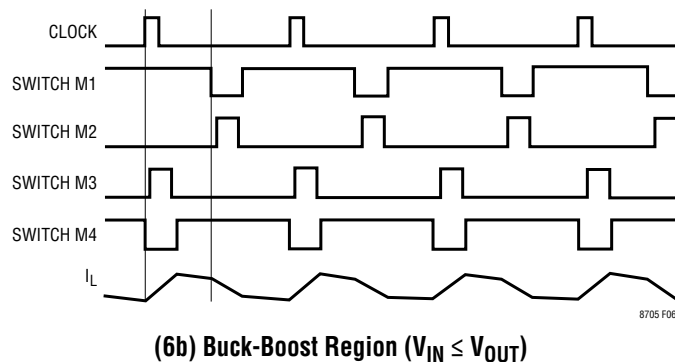 CLOCK
SWITCH M1
SWITCH M2
SWITCH M3
SWITCH M4
IL
8705 F06
(6b) Buck-Boost Region (VIN ≤ VOUT)